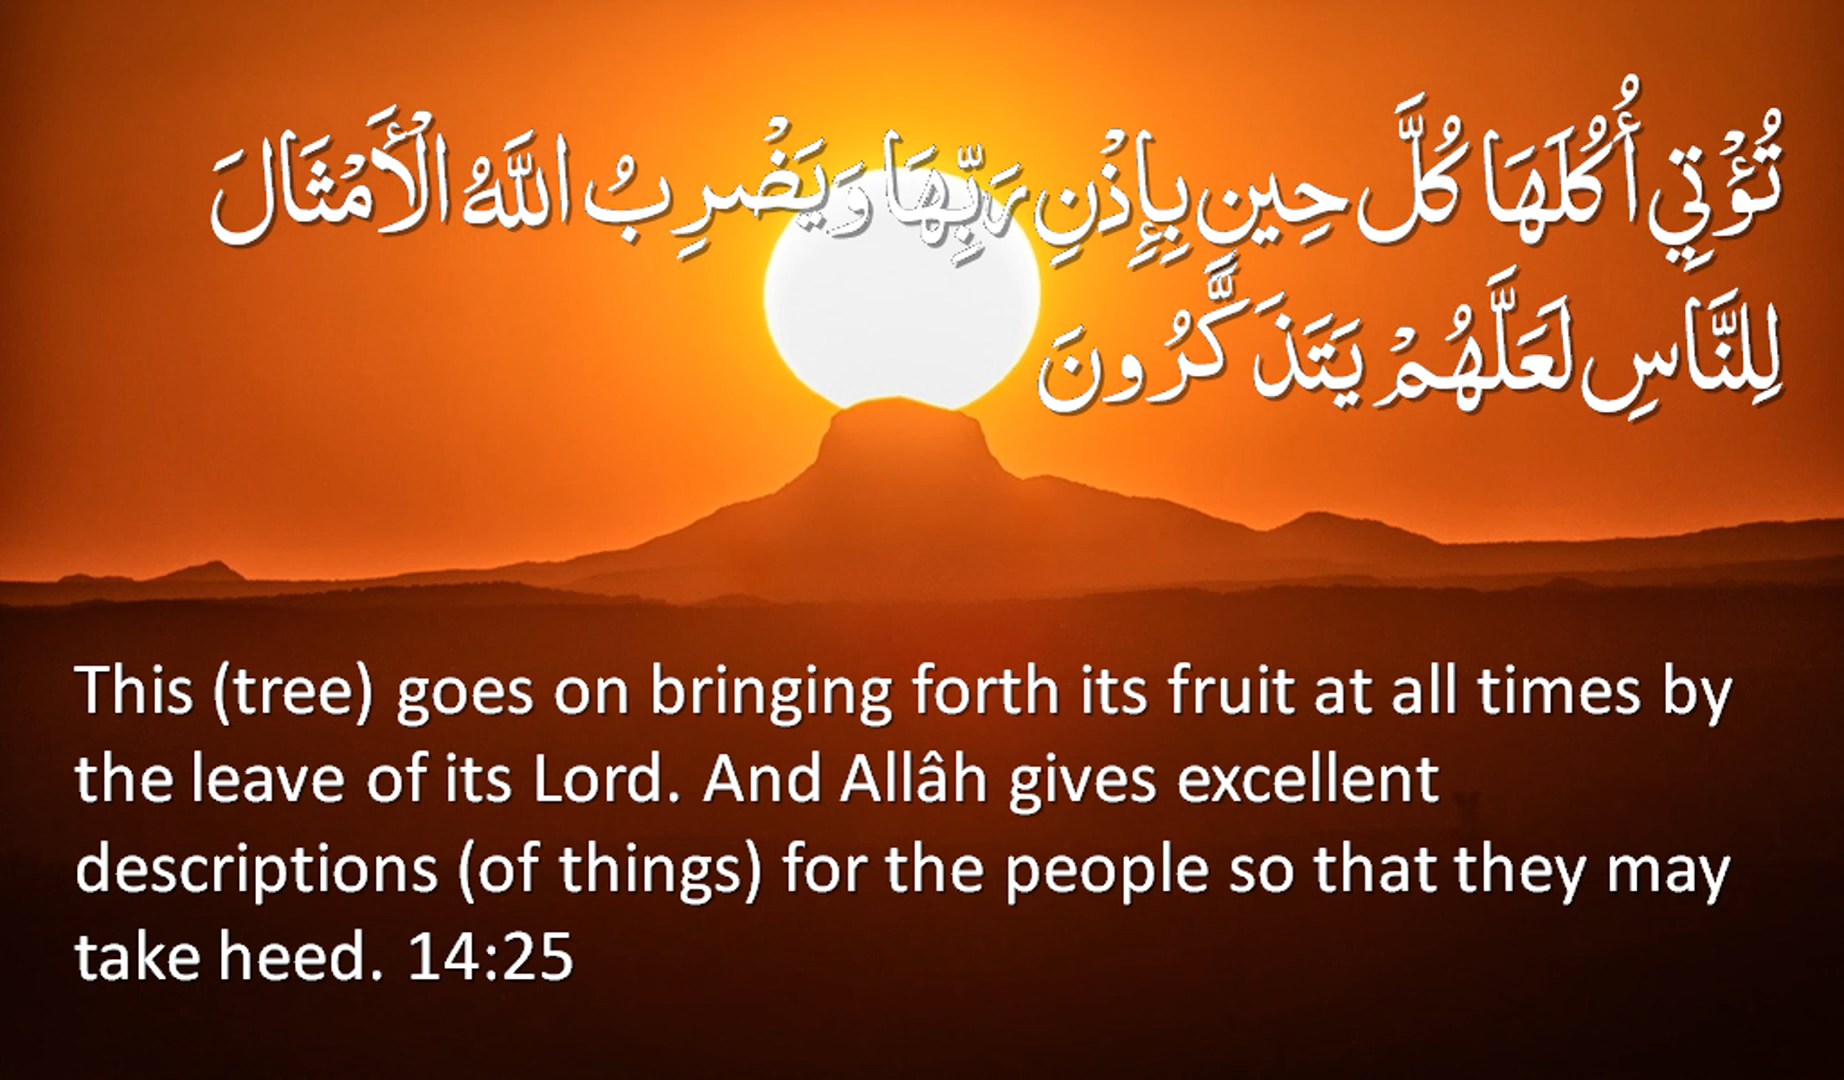 تُؤْتِي أُكُلَهَا كُلَّ حِينٍ بِإِذْنِ رَبِّهَا وَيَضْرِبُ اللَّهُ الْأَمْثَالَ
لِلنَّاسِ لَعَلَّهُمْ يَتَذَكَّرُونَ
This (tree) goes on bringing forth its fruit at all times by
the leave of its Lord. And Allâh gives excellent
descriptions (of things) for the people so that they may
take heed. 14:25